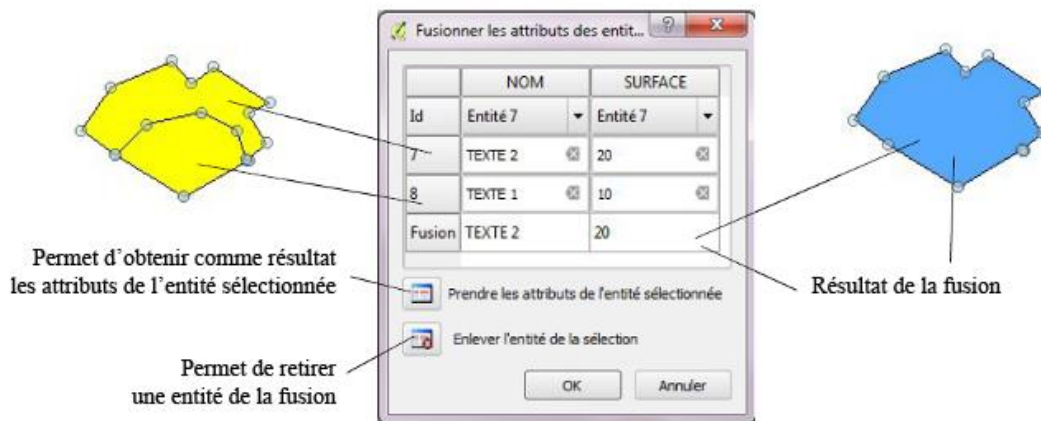 Fusionner les attributs des entit...
NOM SURFACE
Id Entité 7 Entité 7
7 TEXTE 2 20
8 TEXTE 1 10
Fusion TEXTE 2 20
Permet d'obtenir comme résultat
les attributs de l'entité sélectionnée
Prendre les attributs de l'entité sélectionnée
Résultat de la fusion
Enlever l'entité de la sélection
Permet de retirer
une entité de la fusion
OK Annuler